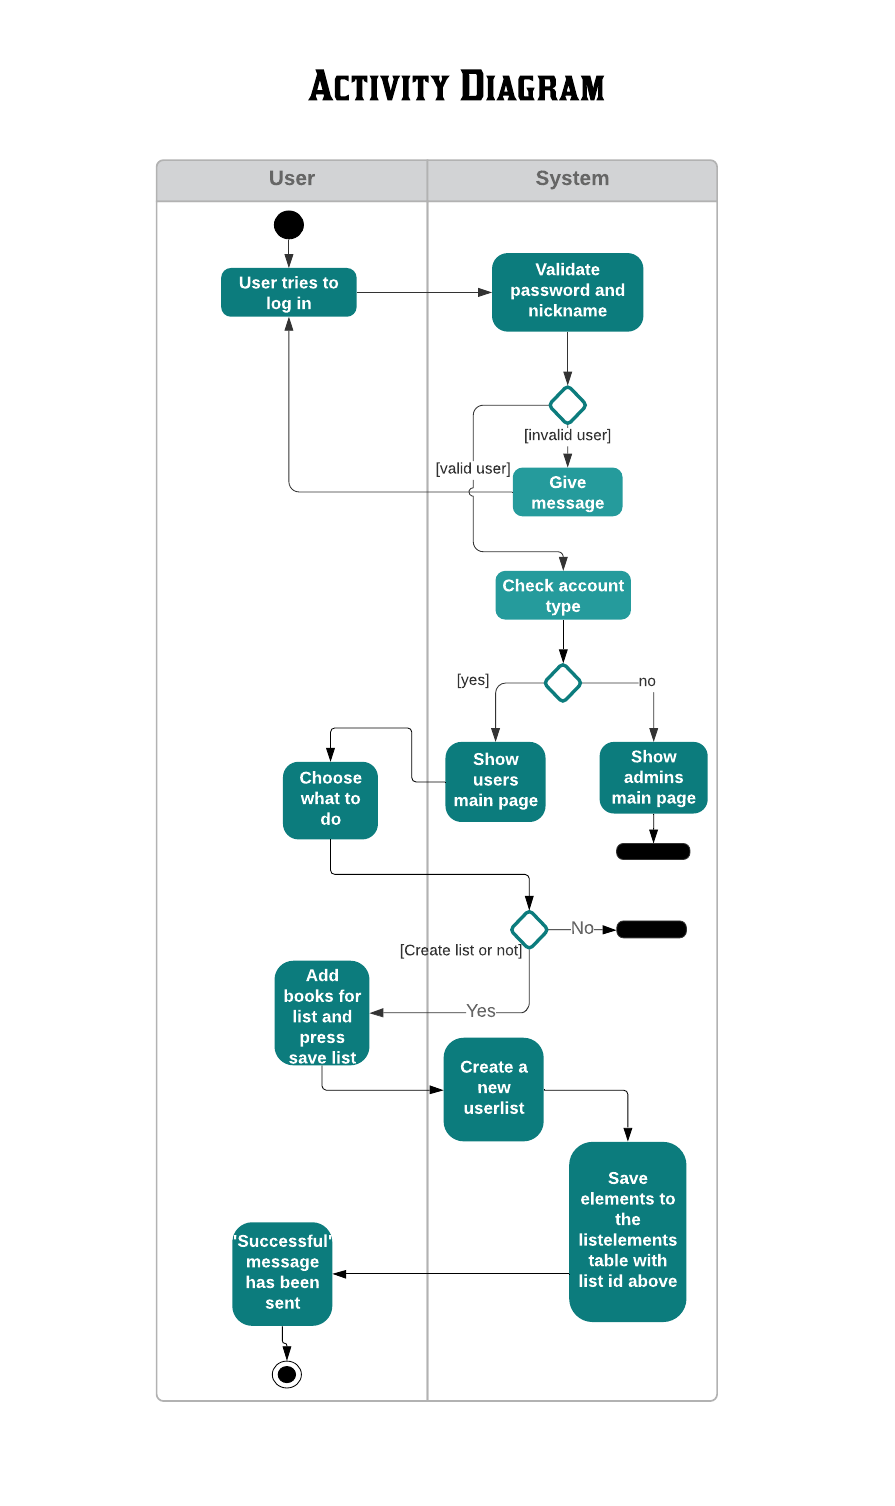 Activity Diagram
User
System
User tries to
log in
Validate
password and
nickname
[invalid user]
[valid user]
Give
message
Check account
type
[yes]
no
Show
users
main page
Show
admins
main page
Choose
what to
do
No
[Create list or not]
Add
books for
list and
press
save list
Yes
Create a
new
userlist
Save
elements to
the
listelements
table with
list id above
'Successful'
message
has been
sent